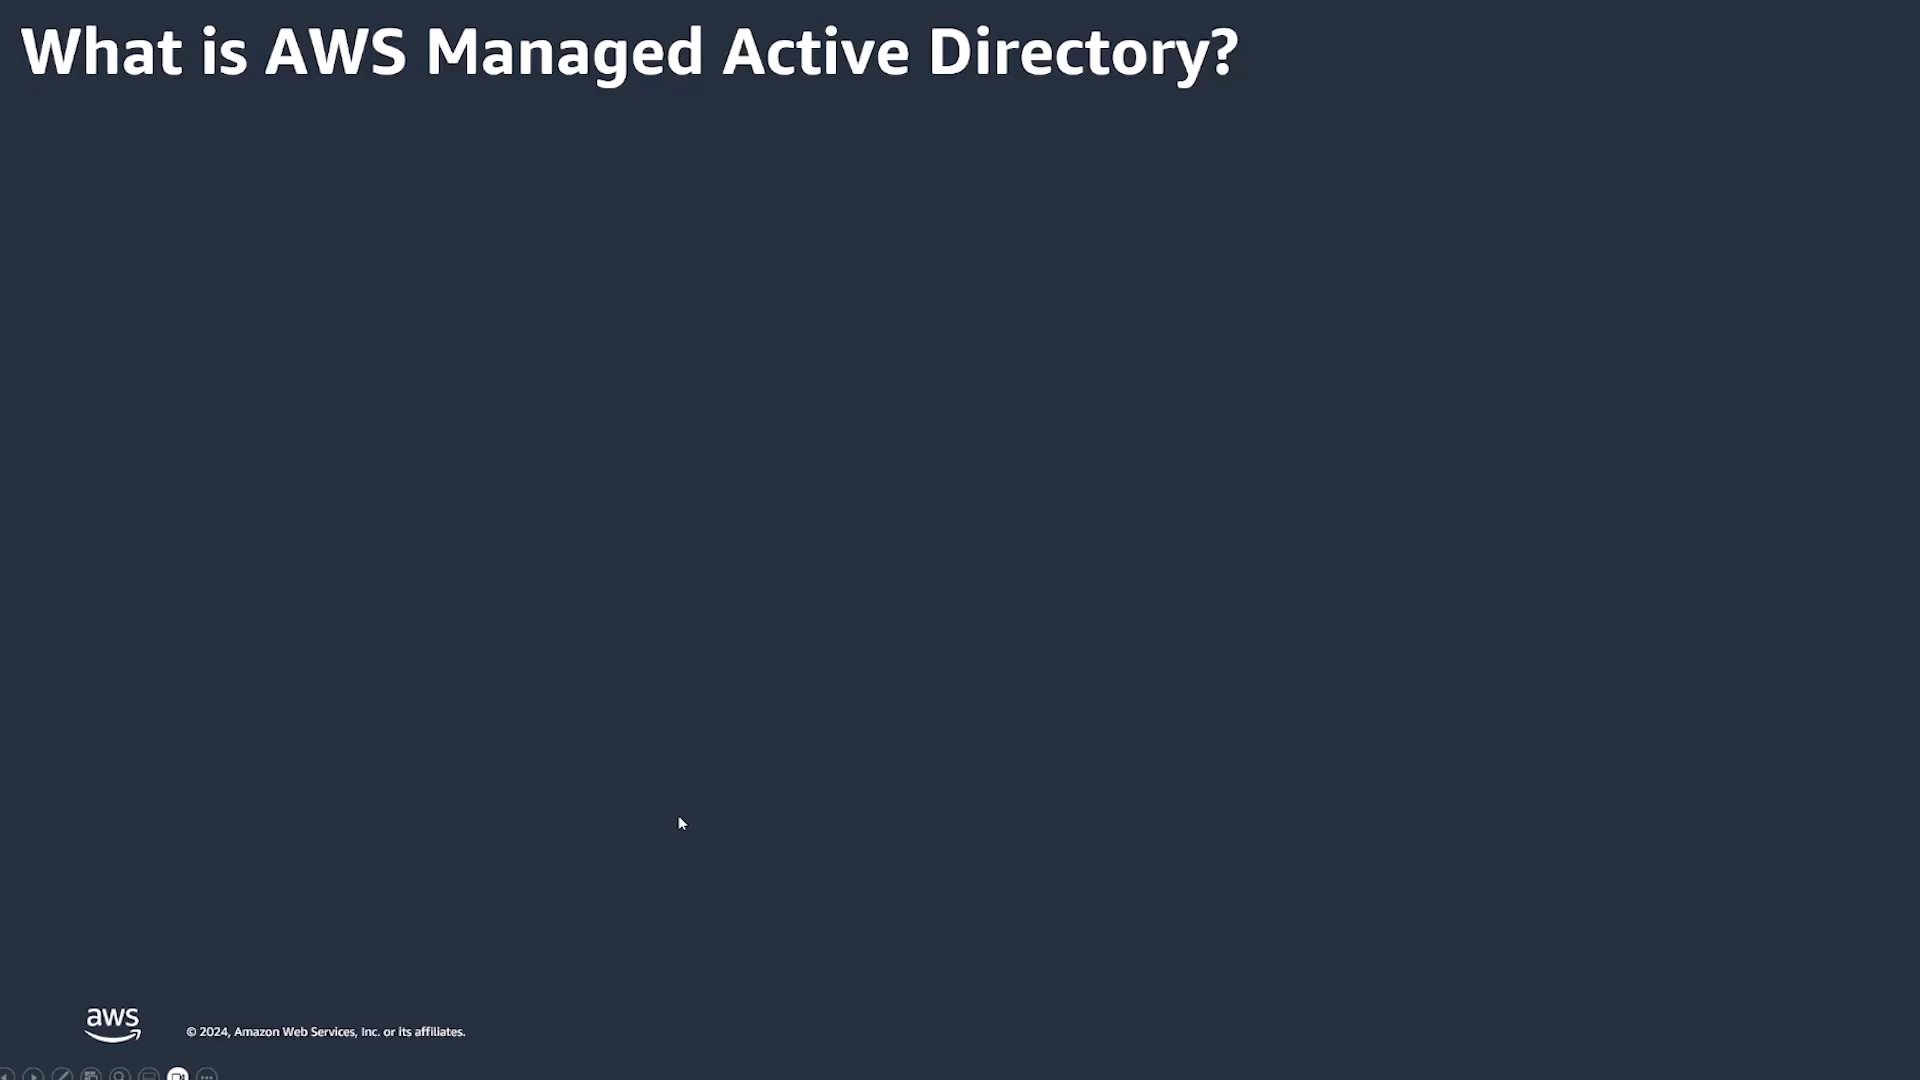 What is AWS Managed Active Directory?
aws
© 2024, Amazon Web Services, Inc. or its affiliates.